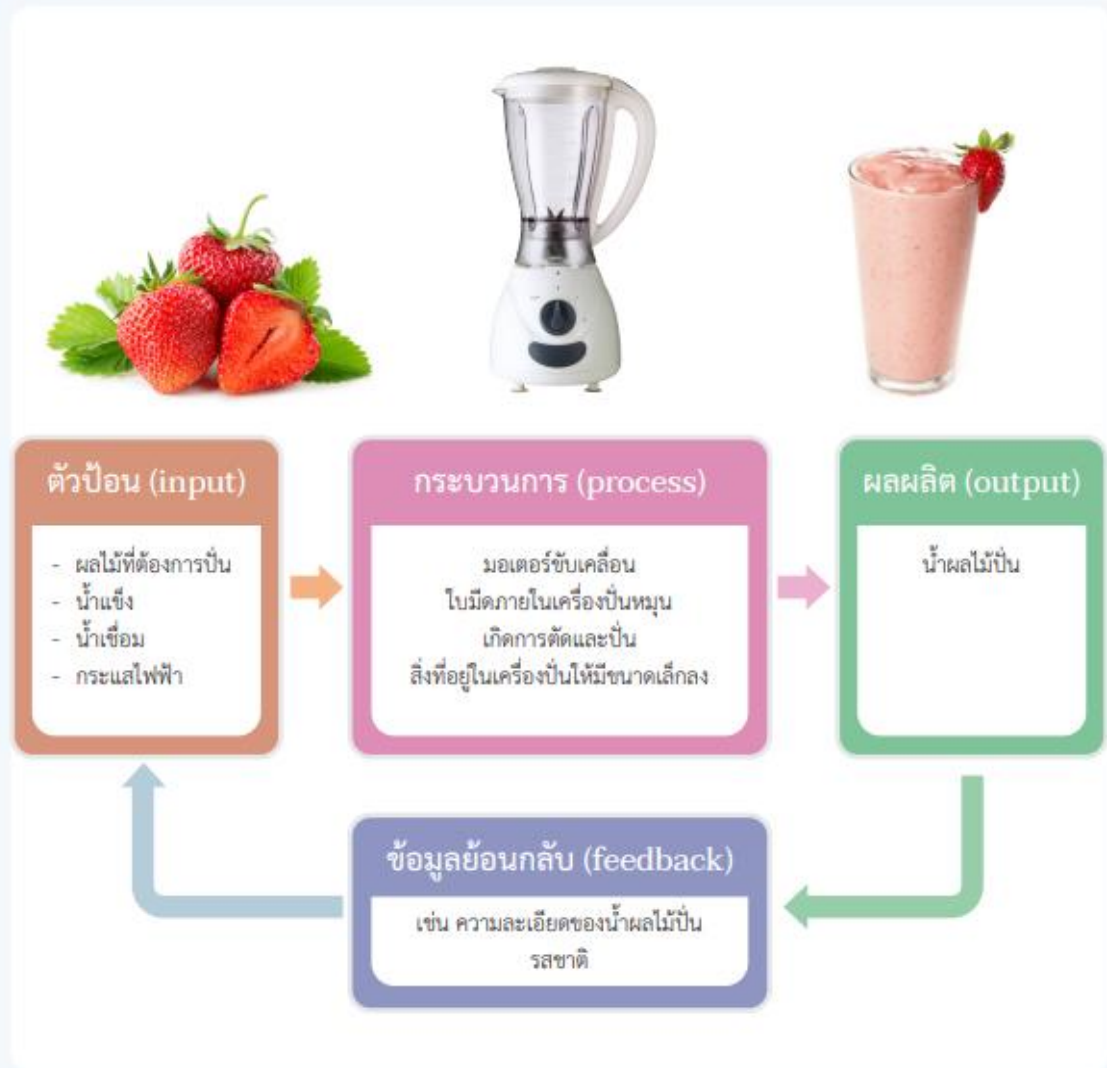 ตัวป้อน (input)
- ผลไม้ที่ต้องการปั่น
- น้ำแข็ง
- น้ำเชื่อม
- กระแสไฟฟ้า
กระบวนการ (process)
มอเตอร์ขับเคลื่อน
ใบมีดภายในเครื่องปั่นหมุน
เกิดการตัดและปั่น
สิ่งที่อยู่ในเครื่องปั่นให้มีขนาดเล็กลง
ผลผลิต (output)
น้ำผลไม้ปั่น
ข้อมูลย้อนกลับ (feedback)
เช่น ความละเอียดของน้ำผลไม้ปั่น
รสชาติ